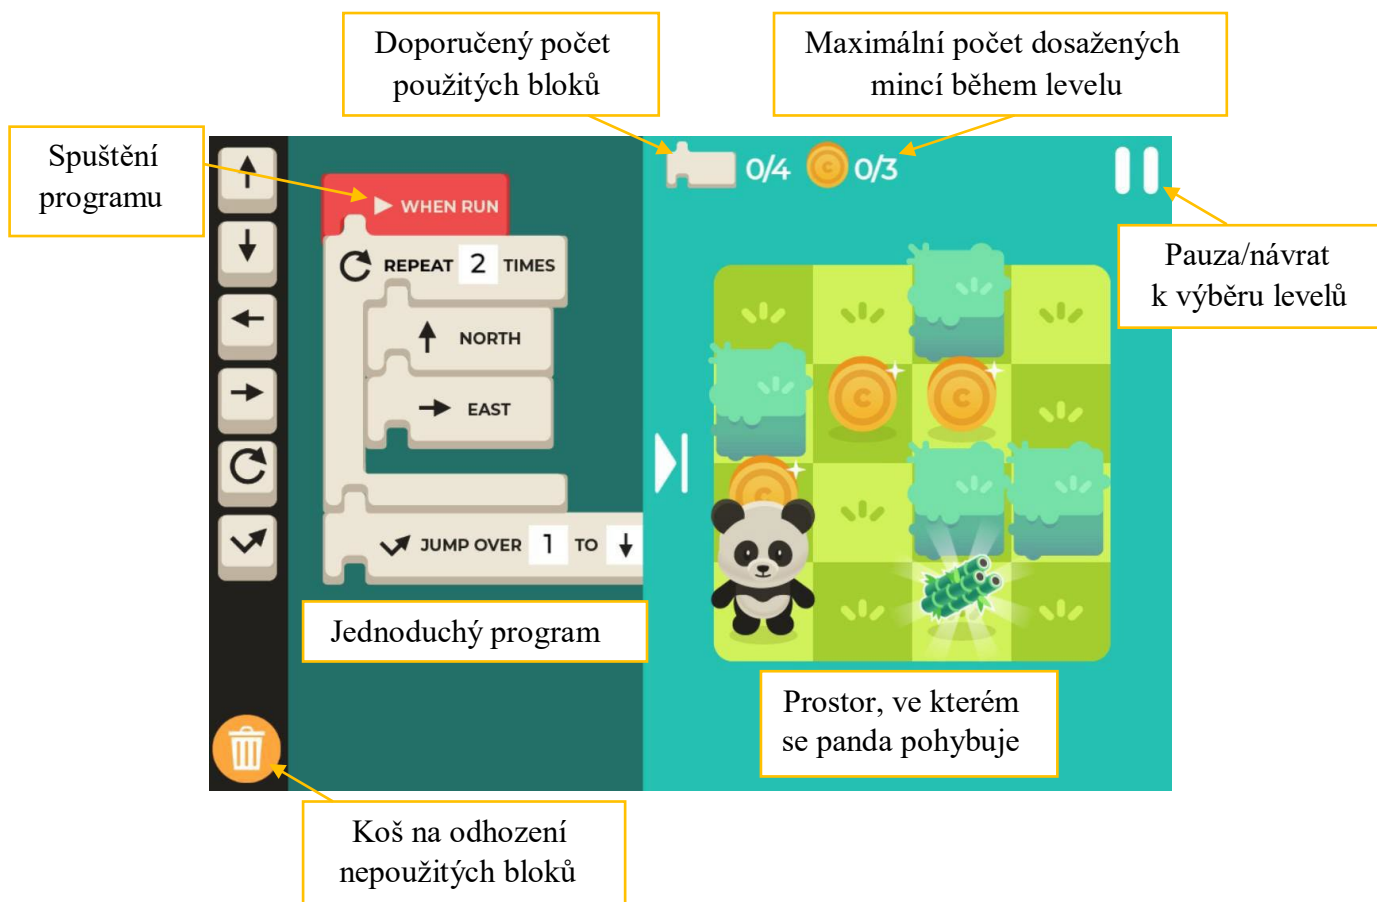 Doporučený počet
použitých bloků
Maximální počet dosažených
mincí během levelu
Spuštění
programu
0/4
C
0/3
WHEN RUN
REPEAT 2 TIMES
NORTH
EAST
JUMP OVER 1 TO
Pauza/návrat
k výběru levelů
C
C
C
Jednoduchý program
Prostor, ve kterém
se panda pohybuje
Koš na odhození
nepoužitých bloků